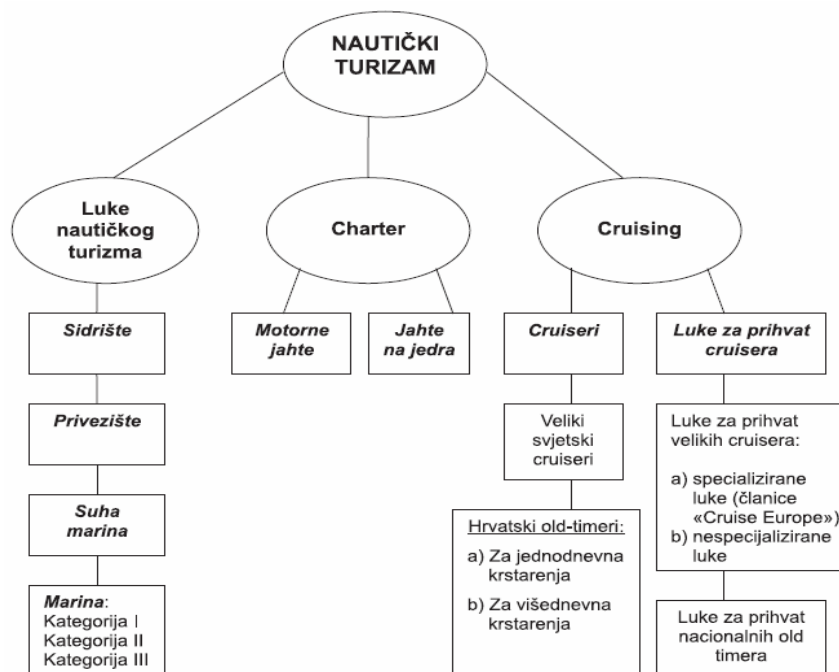 NAUTIČKI
TURIZAM
Luke
nautičkog
turizma
Charter
Cruising
Sidrište
Motorne
jahte
Jahte
na jedra
Cruiseri
Luke za prihvat
cruisera
Privezište
Veliki
svjetski
cruiseri
Luke za prihvat
velikih cruisera:
a) specializirane
luke (članice
«Cruise Europe»)
b) nespecijalizirane
luke
Suha
marina
Hrvatski old-timeri:
a) Za jednodnevna
krstarenja
b) Za višednevna
krstarenja
Marina:
Kategorija I
Kategorija II
Kategorija III
Luke za prihvat
nacionalnih old
timera